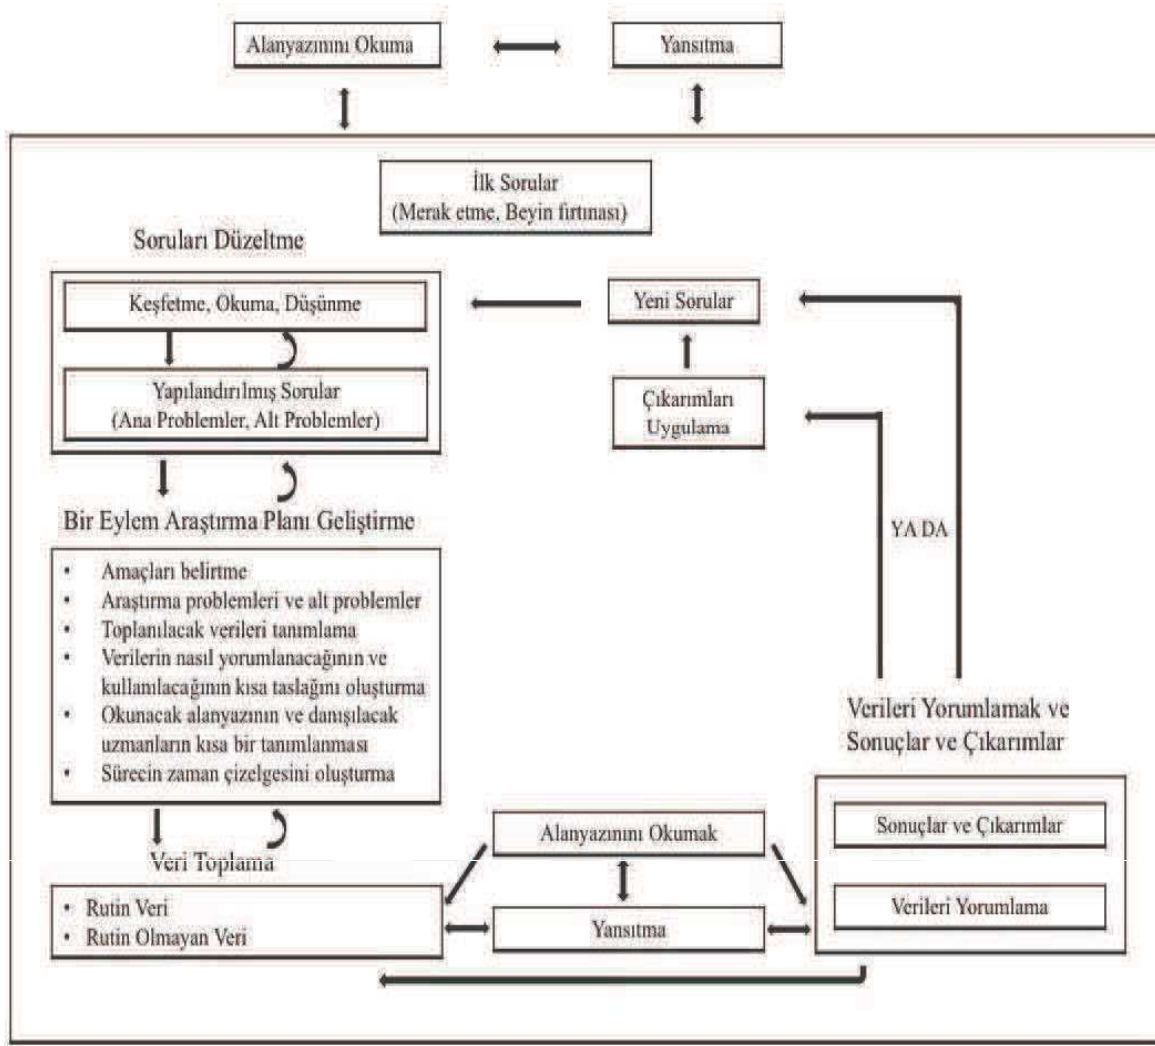 Alanyazınını Okuma
Yansıtma
İlk Sorular
(Merak etme, Beyin fırtınası)
Soruları Düzeltme
Keşfetme, Okuma, Düşünme
Yapılandırılmış Sorular
(Ana Problemler, Alt Problemler)
Yeni Sorular
Çıkarımları
Uygulama
Bir Eylem Araştırma Planı Geliştirme
• Amaçları belirtme
• Araştırma problemleri ve alt problemler
• Toplanılacak verileri tanımlama
• Verilerin nasıl yorumlanacağının ve
kullanılacağının kısa taslağını oluşturma
• Okunacak alanyazının ve danışılacak
uzmanların kısa bir tanımlanması
• Sürecin zaman çizelgesini oluşturma
YA DA
Verileri Yorumlamak ve
Sonuçlar ve Çıkarımlar
Sonuçlar ve Çıkarımlar
Verileri Yorumlama
Veri Toplama
• Rutin Veri
• Rutin Olmayan Veri
Alanyazınını Okumak
Yansıtma